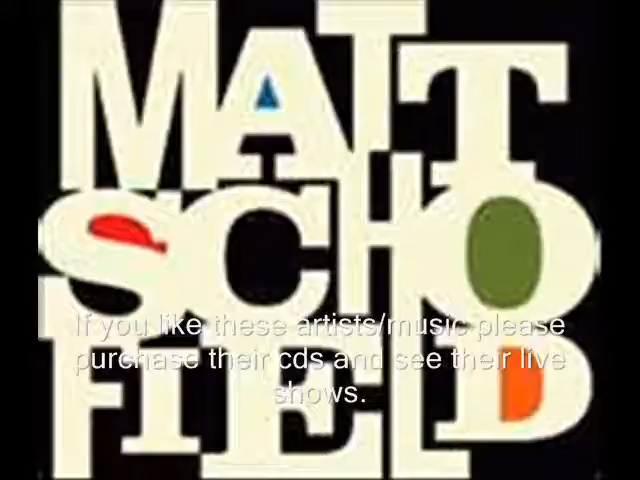 MATT
SCHO
FIELD
If you like these artists/music please
purchase their cds and see their live
shows.